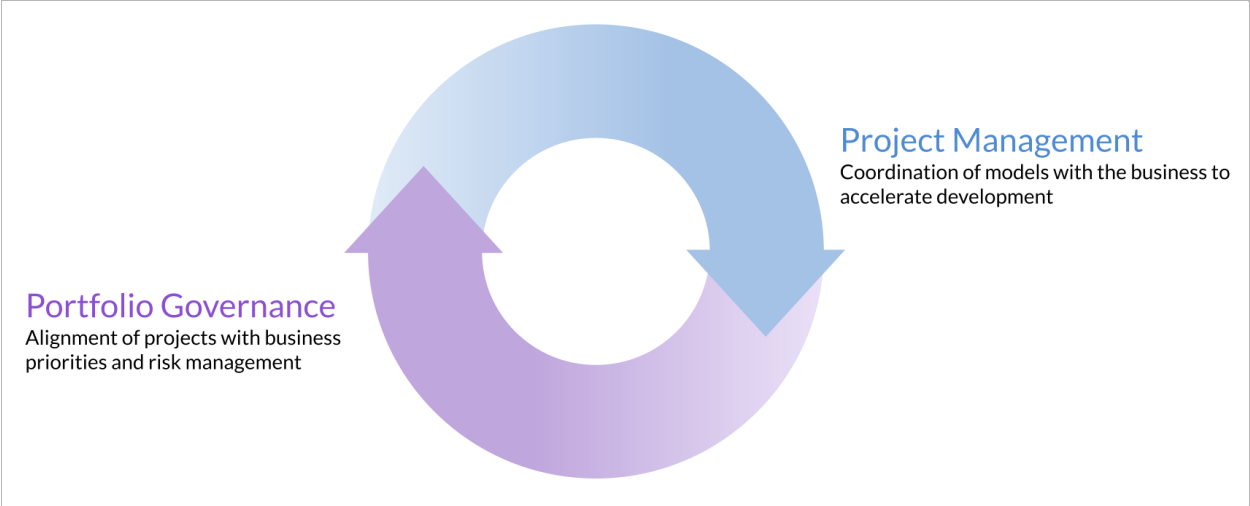 Project Management
Coordination of models with the business to
accelerate development
Portfolio Governance
Alignment of projects with business
priorities and risk management